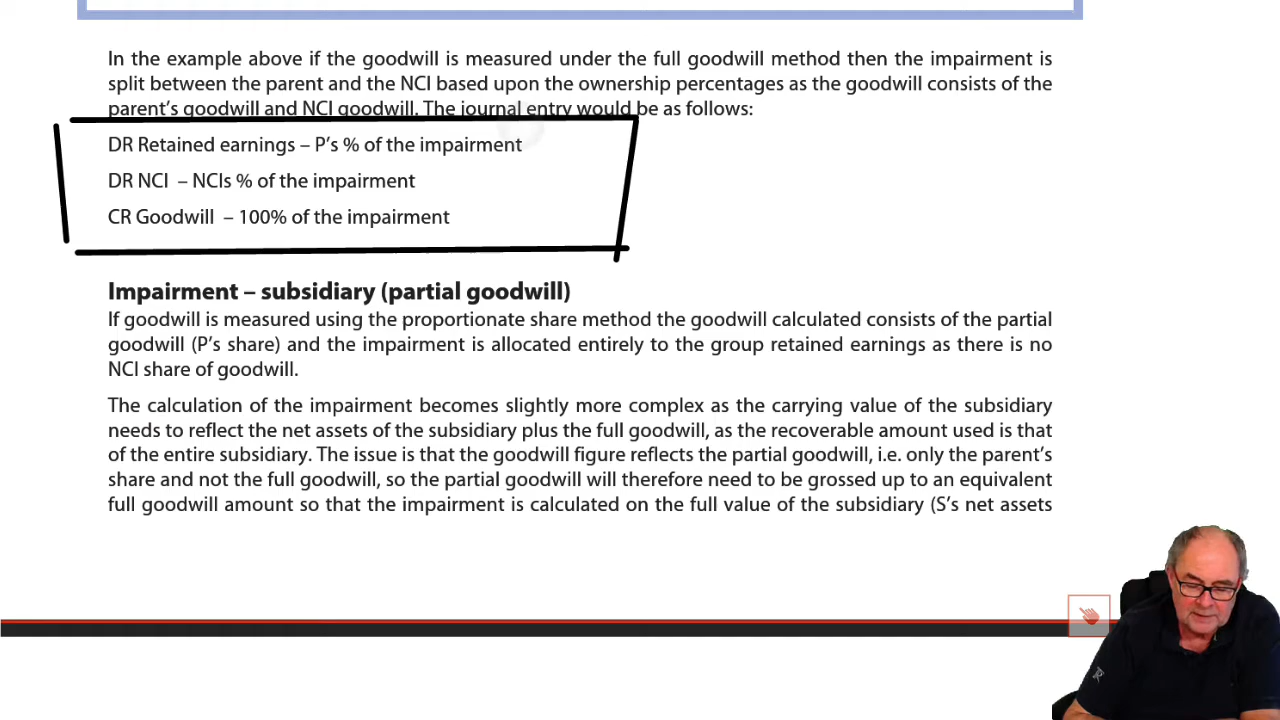 In the example above if the goodwill is measured under the full goodwill method then the impairment is
split between the parent and the NCI based upon the ownership percentages as the goodwill consists of the
parent's goodwill and NCI goodwill. The journal entry would be as follows:
DR Retained earnings – P's % of the impairment
DR NCI – NCIs % of the impairment
CR Goodwill – 100% of the impairment
Impairment – subsidiary (partial goodwill)
If goodwill is measured using the proportionate share method the goodwill calculated consists of the partial
goodwill (P's share) and the impairment is allocated entirely to the group retained earnings as there is no
NCI share of goodwill.
The calculation of the impairment becomes slightly more complex as the carrying value of the subsidiary
needs to reflect the net assets of the subsidiary plus the full goodwill, as the recoverable amount used is that
of the entire subsidiary. The issue is that the goodwill figure reflects the partial goodwill, i.e. only the parent's
share and not the full goodwill, so the partial goodwill will therefore need to be grossed up to an equivalent
full goodwill amount so that the impairment is calculated on the full value of the subsidiary (S's net assets